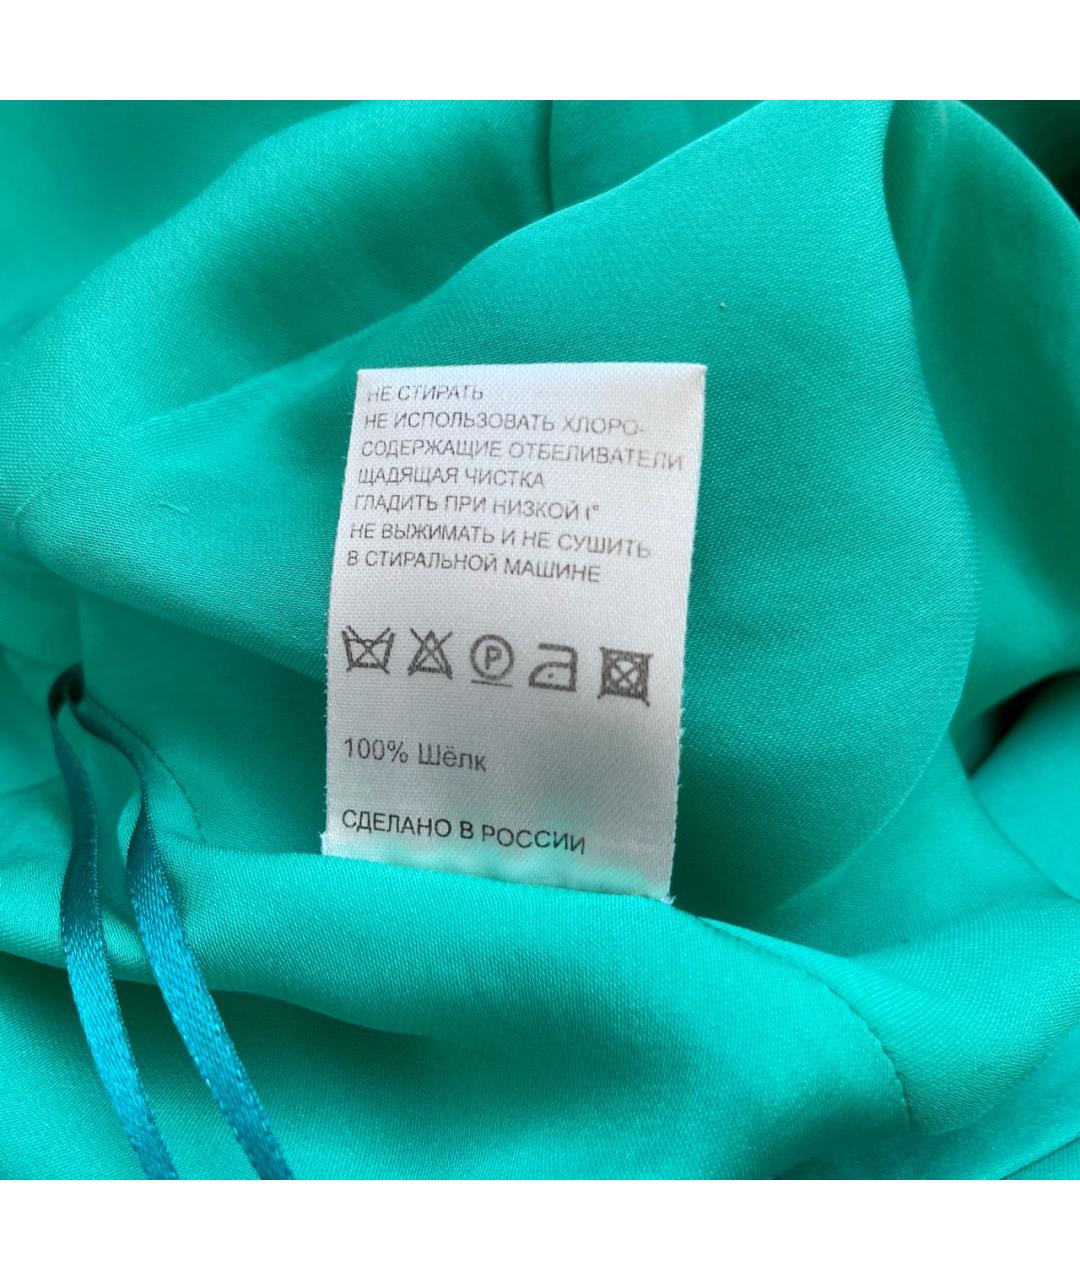 НЕ СТИРАТЬ
НЕ ИСПОЛЬЗОВАТЬ ХЛОРО-
СОДЕРЖАЩИЕ ОТБЕЛИВАТЕЛИ
ЩАДЯЩАЯ ЧИСТКА
ГЛАДИТЬ ПРИ НИЗКОЙ t°
НЕ ВЫЖИМАТЬ И НЕ СУШИТЬ
В СТИРАЛЬНОЙ МАШИНЕ
P
100% Шёлк
СДЕЛАНО В РОССИИ